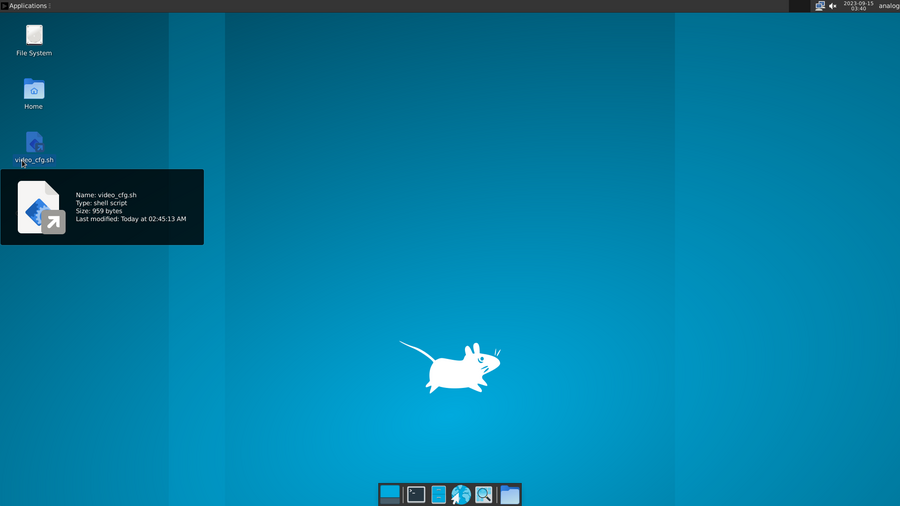 Applications
2023-09-15
03:40
analog
File System
Home
video_cfg.sh
Name: video_cfg.sh
Type: shell script
Size: 959 bytes
Last modified: Today at 02:45:13 AM